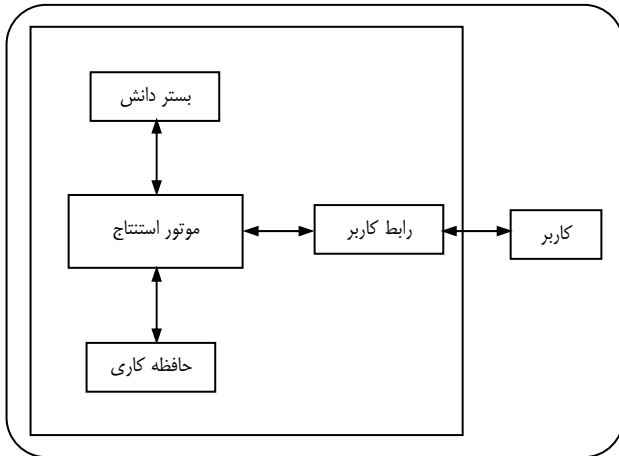 بستر دانش
موتور استنتاج
رابط کاربر
کاربر
حافظه کاری